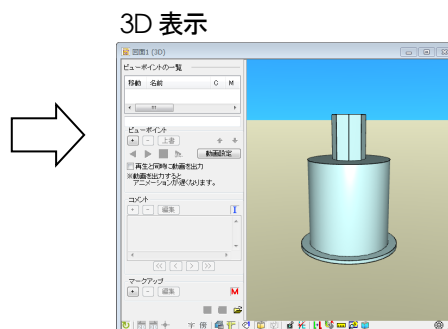 3D 表示
図面1 (3D)
ビューポイントの一覧
移動 名前 C M
ビューポイント
+ - 上書
動画設定
再生と同時に動画を出力
※動画を出力すると
アニメーションが遅くなります。
コメント
+ - 編集 I
<< < > >>
マークアップ
+ - 編集 M